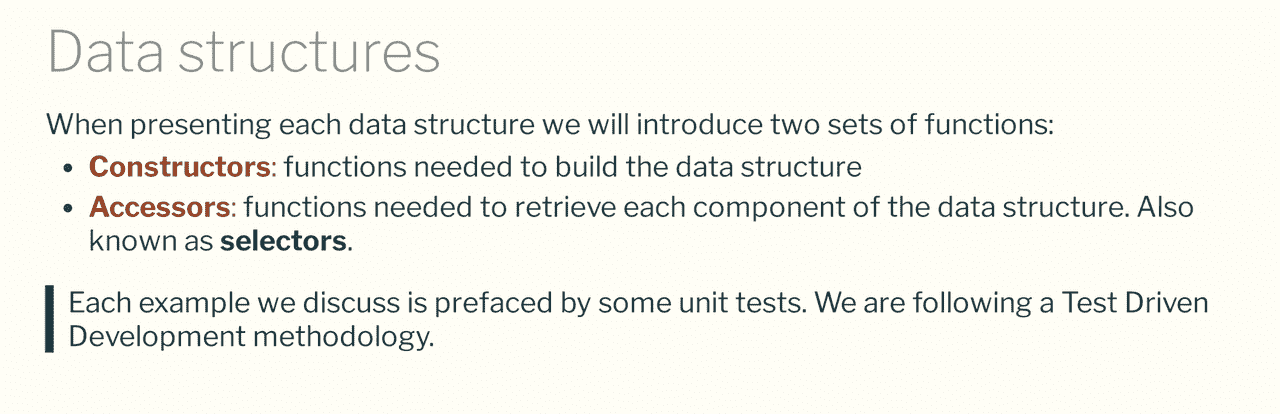 Data structures
When presenting each data structure we will introduce two sets of functions:
• Constructors: functions needed to build the data structure
• Accessors: functions needed to retrieve each component of the data structure. Also
known as selectors.
Each example we discuss is prefaced by some unit tests. We are following a Test Driven
Development methodology.